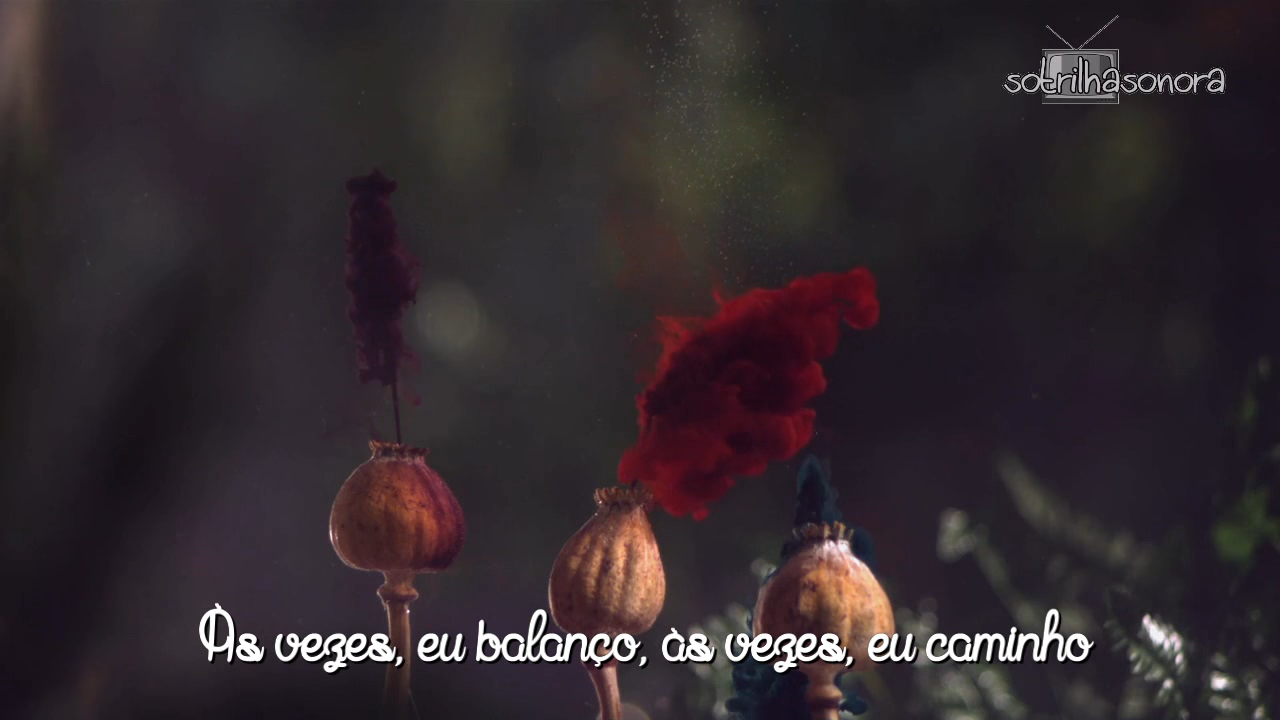 sotrilhasonora
Às vezes, eu balanço, às vezes, eu caminho